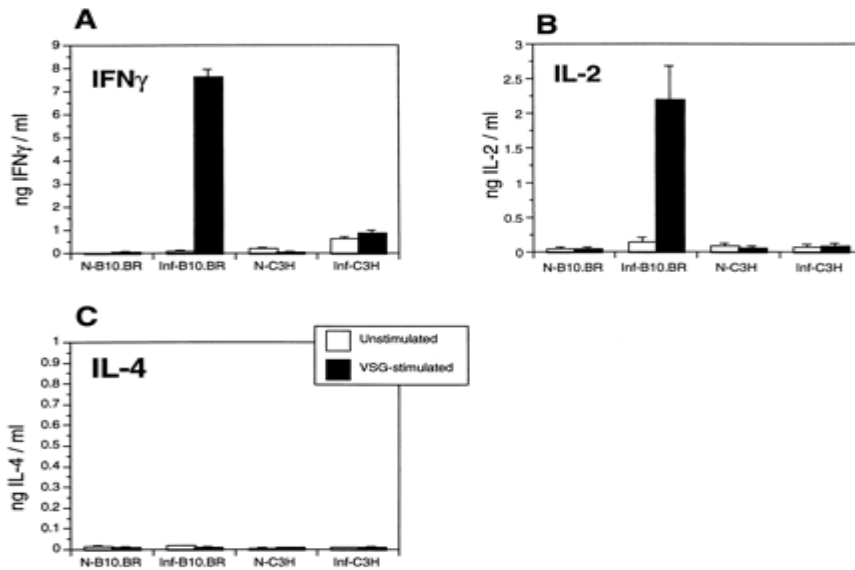 A
IFNγ
ng IFNγ / ml
9
8
7
6
5
4
3
2
1
0
N-B10.BR Inf-B10.BR N-C3H Inf-C3H
B
IL-2
ng IL-2 / ml
3
2.5
2
1.5
1
0.5
0
N-B10.BR Inf-B10.BR N-C3H Inf-C3H
C
IL-4
Unstimulated
VSG-stimulated
ng IL-4 / ml
1
0.9
0.8
0.7
0.6
0.5
0.4
0.3
0.2
0.1
0
N-B10.BR Inf-B10.BR N-C3H Inf-C3H